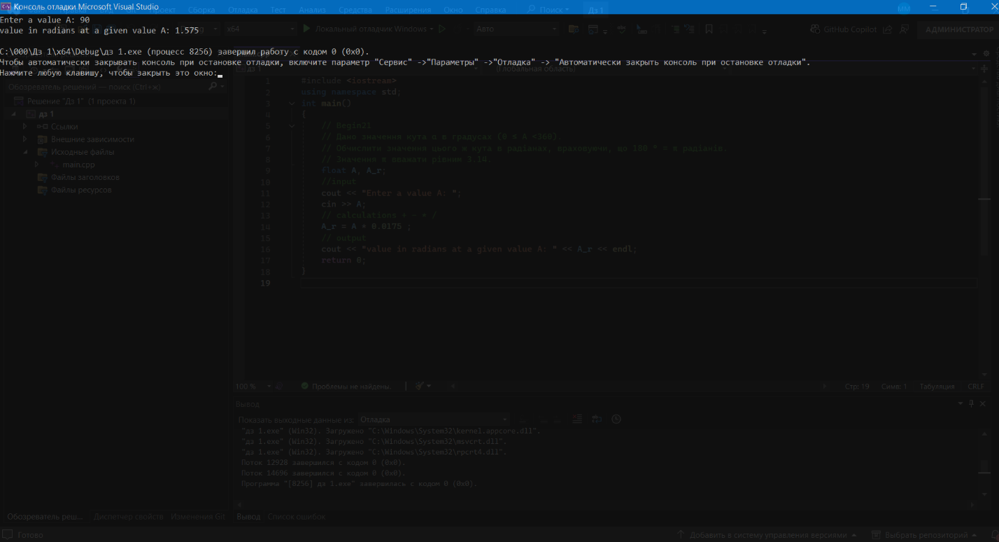 Консоль отладки Microsoft Visual Studio
Проект Сборка Отладка Тест Анализ Средства Расширения Окно Справка Поиск Дз 1 MM
Enter a value A: 90
value in radians at a given value A: 1.575
x64 Локальный отладчик Windows Авто GitHub Copilot АДМИНИСТРАТОР
C:\000\Дз 1\x64\Debug\дз 1.exe (процесс 8256) завершил работу с кодом 0 (0x0).
Чтобы автоматически закрывать консоль при остановке отладки, включите параметр "Сервис" ->"Параметры" ->"Отладка" -> "Автоматически закрыть консоль при остановке отладки".
Нажмите любую клавишу, чтобы закрыть это окно:
дз 1 (Глобальная область)
Обозреватель решений — поиск (Ctrl+ж)
Решение "Дз 1" (1 проекта 1)
дз 1
Ссылки
Внешние зависимости
Исходные файлы
main.cpp
Файлы заголовков
Файлы ресурсов
1 #include <iostream>
2 using namespace std;
3 int main()
4 {
5 // Begin21
6 // Дано значення кута α в градусах (0 ≤ A <360).
7 // Обчислити значення цього ж кута в радіанах, враховуючи, що 180 ° = π радіанів.
8 // Значення π вважати рівним 3.14.
9 float A, A_r;
10 //input
11 cout << "Enter a value A: ";
12 cin >> A;
13 // calculations + - * /
14 A_r = A * 0.0175 ;
15 // output
16 cout << "value in radians at a given value A: " << A_r << endl;
17 return 0;
18 }
19
100 % Проблемы не найдены. Стр: 19 Симв: 1 Табуляция CRLF
Вывод
Показать выходные данные из: Отладка
"дз 1.exe" (Win32). Загружено "C:\Windows\System32\kernel.appcore.dll".
"дз 1.exe" (Win32). Загружено "C:\Windows\System32\msvcrt.dll".
"дз 1.exe" (Win32). Загружено "C:\Windows\System32\rpcrt4.dll".
Поток 12928 завершился с кодом 0 (0x0).
Поток 14696 завершился с кодом 0 (0x0).
Программа "[8256] дз 1.exe" завершилась с кодом 0 (0x0).
Обозреватель реш... Диспетчер свойств Изменения Git Вывод Список ошибок
Готово Добавить в систему управления версиями Выбрать репозиторий